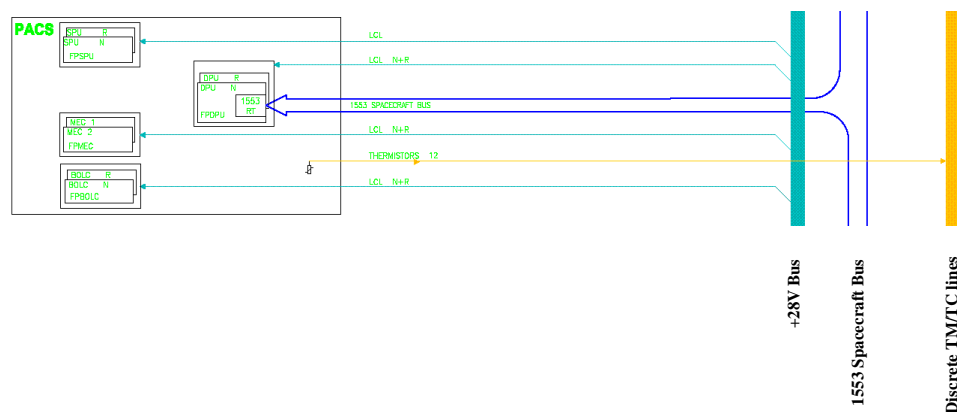 PACS
SPU R
SPU N
FPSPU
LCL
LCL N+R
DPU R
DPU N
1553
RT
FPDPU
1553 SPACECRAFT BUS
MEC 1
MEC 2
FPMEC
LCL N+R
THERMISTORS 12
BOLC R
BOLC N
FPBOLC
LCL N+R
+28V Bus
1553 Spacecraft Bus
Discrete TM/TC lines